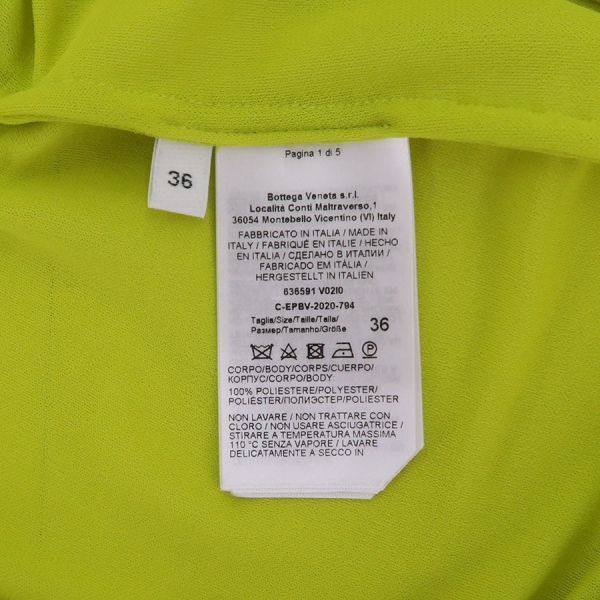 36
Pagina 1 di 5
Bottega Veneta s.r.l.
Località Conti Maltraverso,1
36054 Montebello Vicentino (VI) Italy
FABBRICATO IN ITALIA / MADE IN
ITALY / FABRIQUÉ EN ITALIE / HECHO
EN ITALIA / СДЕЛАНО В ИТАЛИИ /
FABRICADO EM ITÁLIA /
HERGESTELLT IN ITALIEN
636591 V02I0
C-EPBV-2020-794
Taglia/Size/Taille/Talla/
Размер/Tamanho/Größe 36
P
CORPO/BODY/CORPS/CUERPO/
КОРПУС/CORPO/BODY
100% POLIESTERE/POLYESTER/
POLIÉSTER/ПОЛИЭСТЕР/POLYESTER
NON LAVARE / NON TRATTARE CON
CLORO / NON USARE ASCIUGATRICE /
STIRARE A TEMPERATURA MASSIMA
110 °C SENZA VAPORE / LAVARE
DELICATAMENTE A SECCO IN